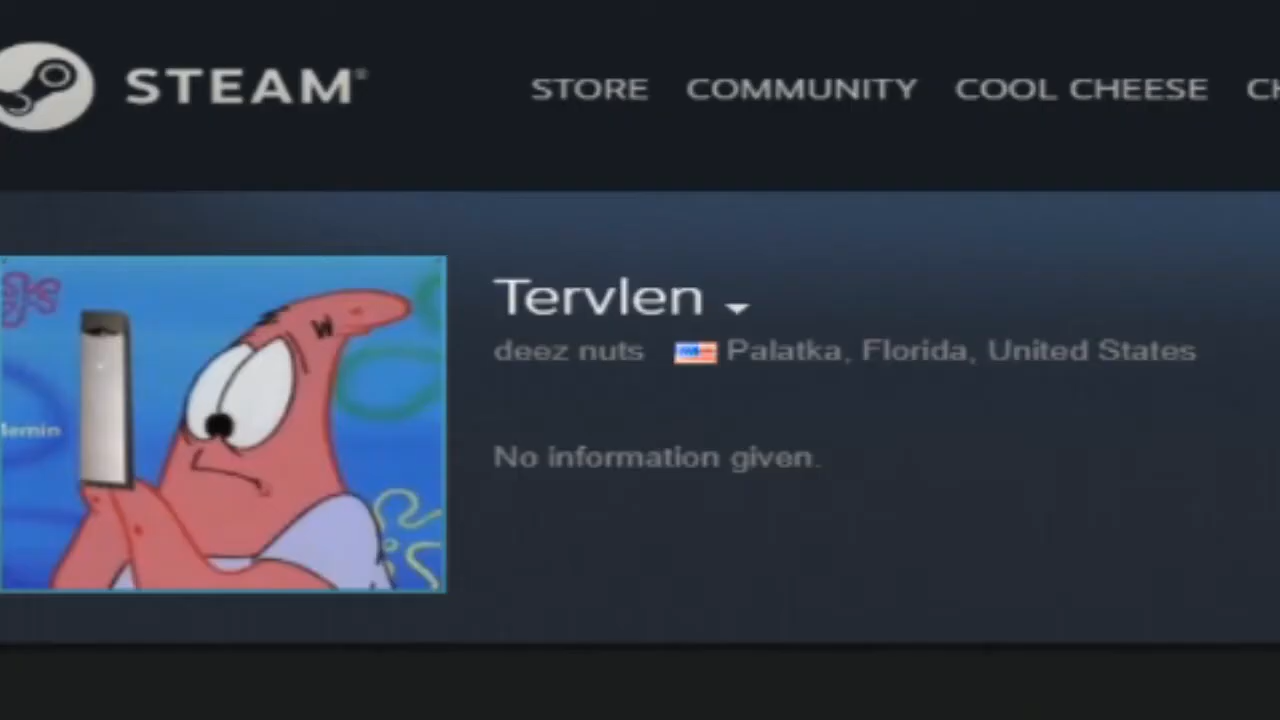 STEAM®
STORE COMMUNITY COOL CHEESE
Tervlen
deez nuts Palatka, Florida, United States
No information given.
W